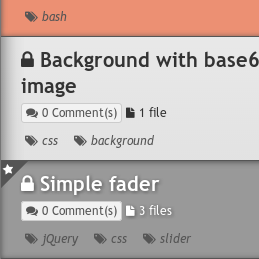 bash
Background with base6
image
0 Comment(s) 1 file
css background
Simple fader
0 Comment(s) 3 files
jQuery css slider